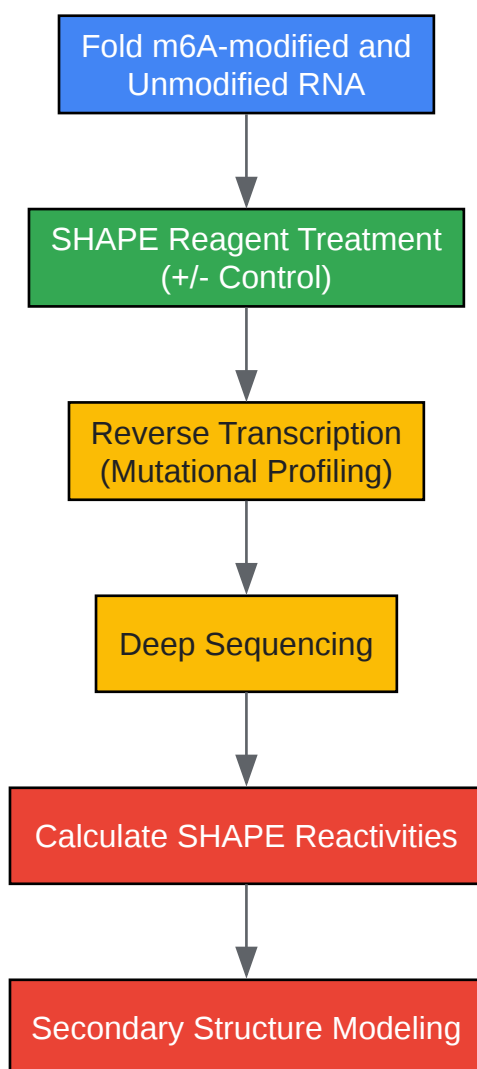 Fold m6A-modified and
Unmodified RNA
SHAPE Reagent Treatment
(+/- Control)
Reverse Transcription
(Mutational Profiling)
Deep Sequencing
Calculate SHAPE Reactivities
Secondary Structure Modeling